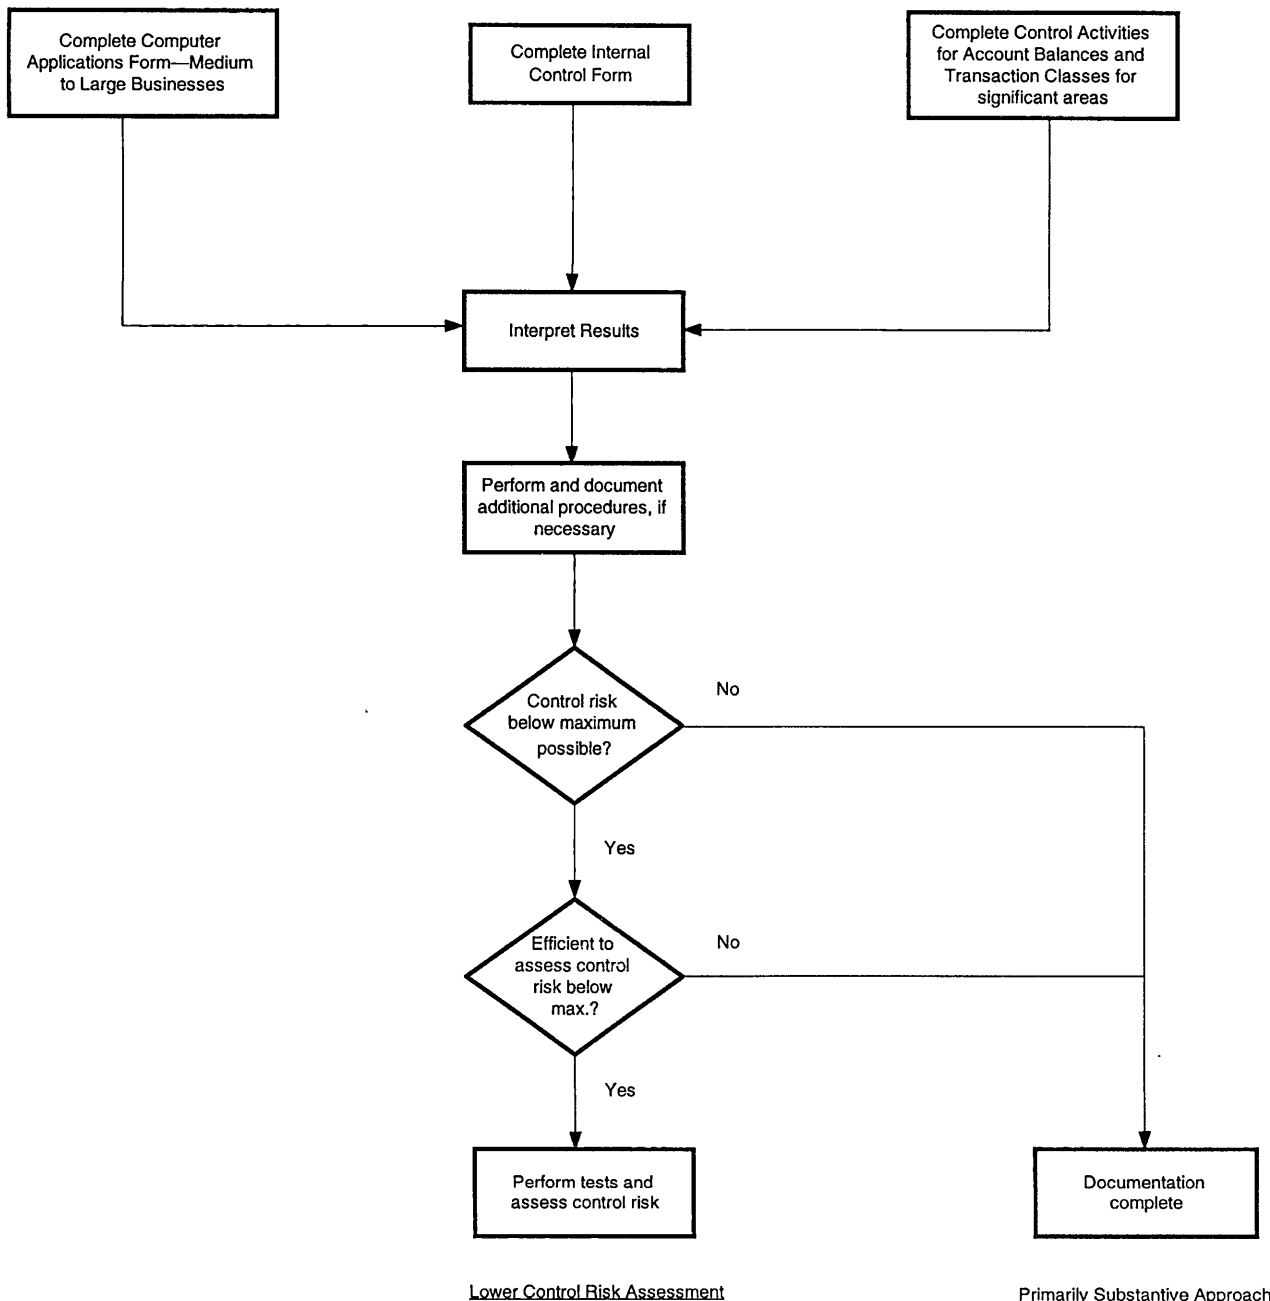 Complete Computer
Applications Form—Medium
to Large Businesses
Complete Internal
Control Form
Complete Control Activities
for Account Balances and
Transaction Classes for
significant areas
Interpret Results
Perform and document
additional procedures, if
necessary
Control risk
below maximum
possible?
No
Yes
Efficient to
assess control
risk below
max.?
No
Yes
Perform tests and
assess control risk
Documentation
complete
Lower Control Risk Assessment
Primarily Substantive Approach